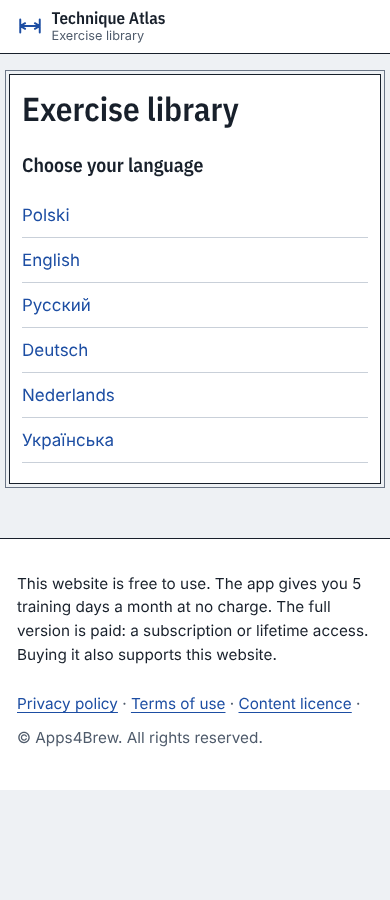 Technique Atlas
Exercise library
Exercise library
Choose your language
Polski
English
Русский
Deutsch
Nederlands
Українська
This website is free to use. The app gives you 5
training days a month at no charge. The full
version is paid: a subscription or lifetime access.
Buying it also supports this website.
Privacy policy · Terms of use · Content licence ·
© Apps4Brew. All rights reserved.